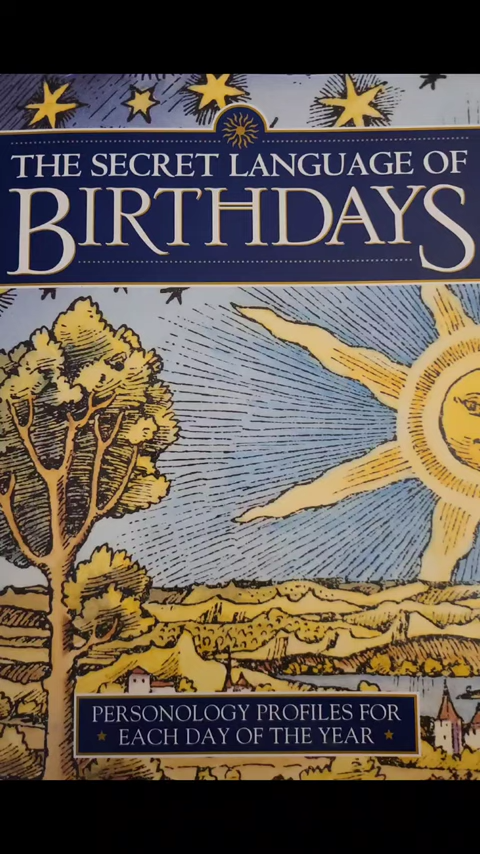 THE SECRET LANGUAGE OF
BIRTHDAYS
PERSONOLOGY PROFILES FOR
EACH DAY OF THE YEAR